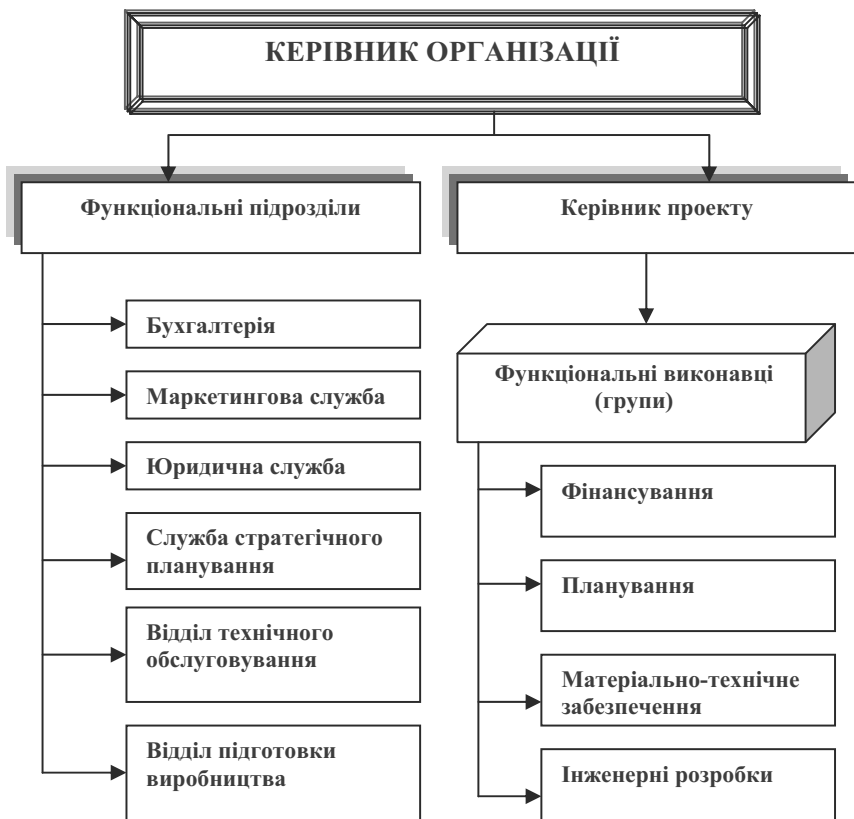 КЕРІВНИК ОРГАНІЗАЦІЇ
Функціональні підрозділи
Бухгалтерія
Маркетингова служба
Юридична служба
Служба стратегічного
планування
Відділ технічного
обслуговування
Відділ підготовки
виробництва
Керівник проекту
Функціональні виконавці
(групи)
Фінансування
Планування
Матеріально-технічне
забезпечення
Інженерні розробки